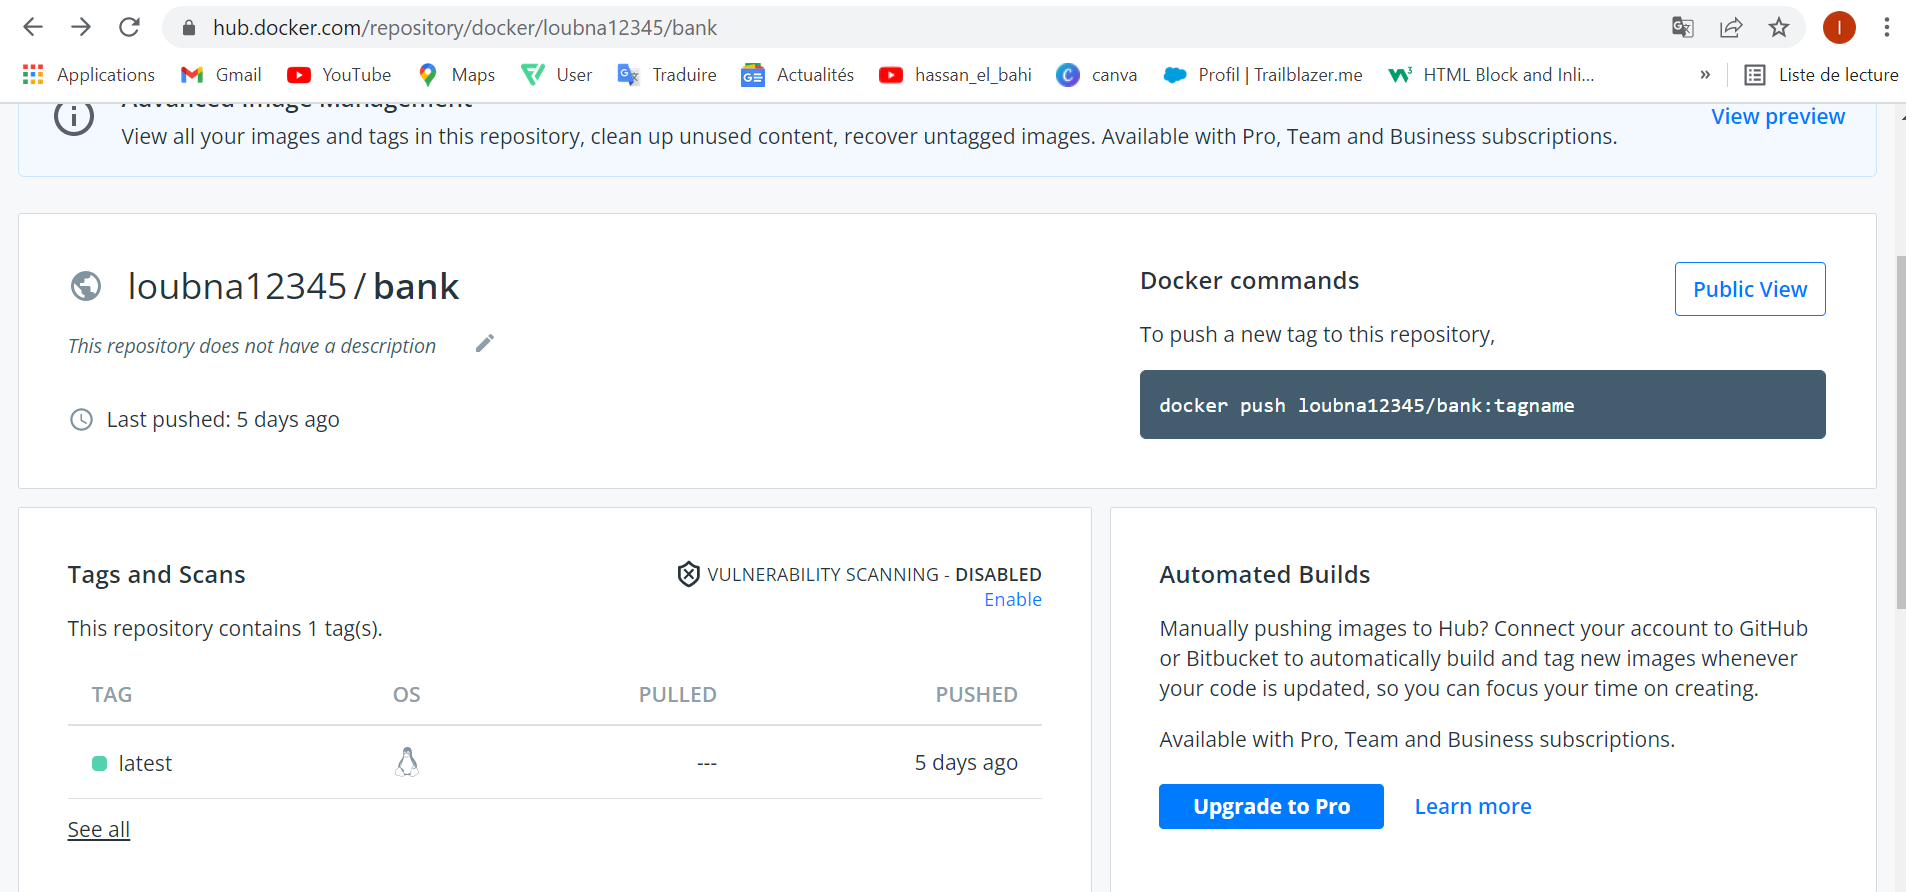 hub.docker.com/repository/docker/loubna12345/bank
I
Applications Gmail YouTube Maps User Traduire Actualités hassan_el_bahi canva Profil | Trailblazer.me HTML Block and Inli... » Liste de lecture
Advanced Image Management
View all your images and tags in this repository, clean up unused content, recover untagged images. Available with Pro, Team and Business subscriptions.
View preview
loubna12345 / bank
This repository does not have a description
Last pushed: 5 days ago
Docker commands
Public View
To push a new tag to this repository,
docker push loubna12345/bank:tagname
Tags and Scans
VULNERABILITY SCANNING - DISABLED
Enable
This repository contains 1 tag(s).
TAG OS PULLED PUSHED
latest --- 5 days ago
See all
Automated Builds
Manually pushing images to Hub? Connect your account to GitHub
or Bitbucket to automatically build and tag new images whenever
your code is updated, so you can focus your time on creating.
Available with Pro, Team and Business subscriptions.
Upgrade to Pro Learn more